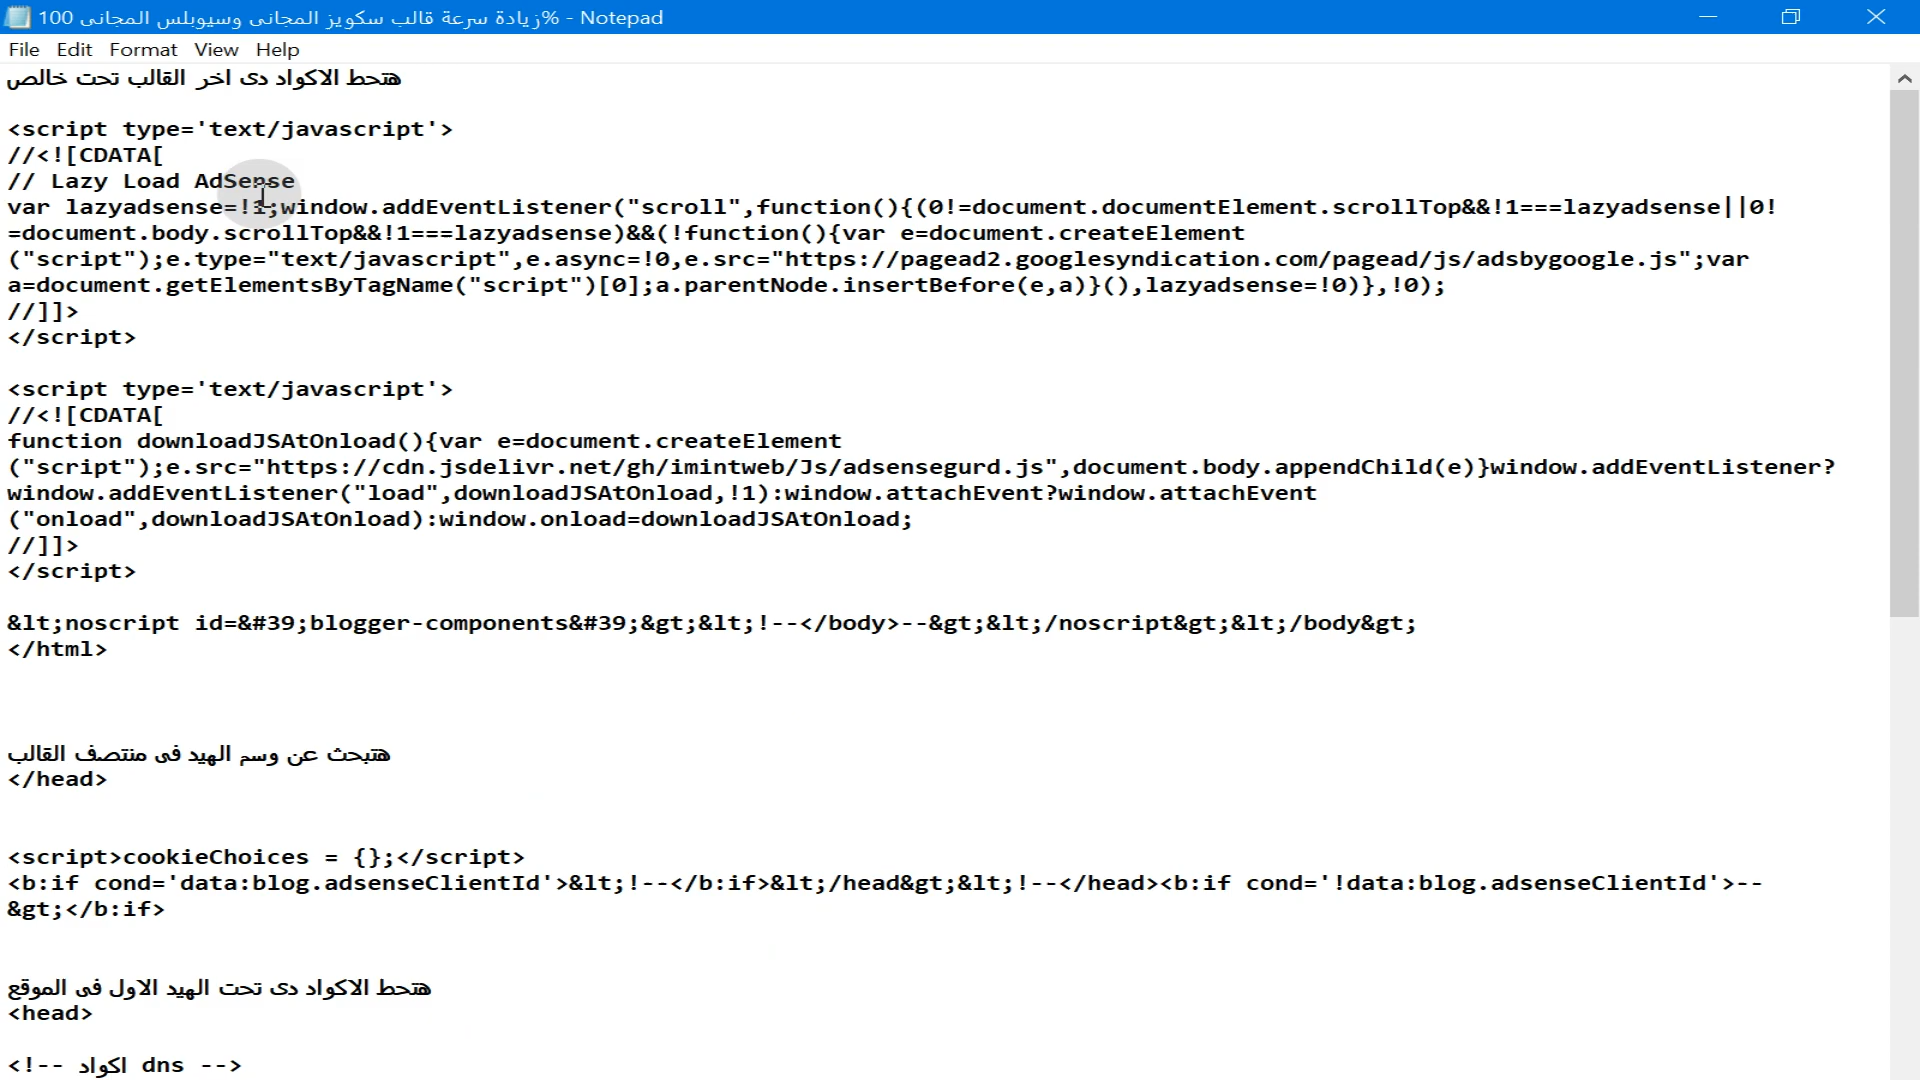 زيادة سرعة قالب سكويز المجانى وسيوبلس المجانى 100% - Notepad
File Edit Format View Help
هتحط الاكواد دى اخر القالب تحت خالص
<script type='text/javascript'>
//<![CDATA[
// Lazy Load AdSense
var lazyadsense=!1;window.addEventListener("scroll",function(){(0!=document.documentElement.scrollTop&&!1===lazyadsense||0!
=document.body.scrollTop&&!1===lazyadsense)&&(!function(){var e=document.createElement
("script");e.type="text/javascript",e.async=!0,e.src="https://pagead2.googlesyndication.com/pagead/js/adsbygoogle.js";var
a=document.getElementsByTagName("script")[0];a.parentNode.insertBefore(e,a)}(),lazyadsense=!0)},!0);
//]]>
</script>
<script type='text/javascript'>
//<![CDATA[
function downloadJSAtOnload(){var e=document.createElement
("script");e.src="https://cdn.jsdelivr.net/gh/imintweb/Js/adsensegurd.js",document.body.appendChild(e)}window.addEventListener?
window.addEventListener("load",downloadJSAtOnload,!1):window.attachEvent?window.attachEvent
("onload",downloadJSAtOnload):window.onload=downloadJSAtOnload;
//]]>
</script>
&lt;noscript id=&#39;blogger-components&#39;&gt;&lt;!--</body>--&gt;&lt;/noscript&gt;&lt;/body&gt;
</html>
هتبحث عن وسم الهيد فى منتصف القالب
</head>
<script>cookieChoices = {};</script>
<b:if cond='data:blog.adsenseClientId'>&lt;!--</b:if>&lt;/head&gt;&lt;!--</head><b:if cond='!data:blog.adsenseClientId'>--
&gt;</b:if>
هتحط الاكواد دى تحت الهيد الاول فى الموقع
<head>
<!-- اكواد dns -->